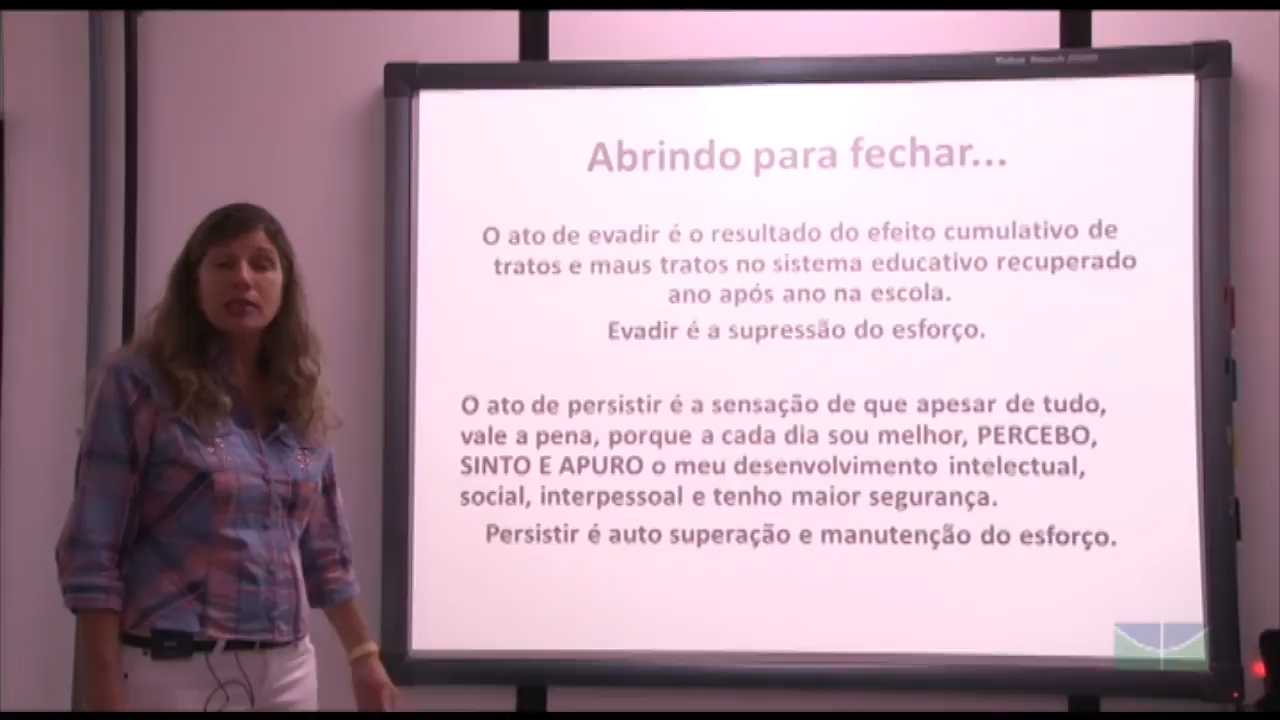 Abrindo para fechar...
O ato de evadir é o resultado do efeito cumulativo de
tratos e maus tratos no sistema educativo recuperado
ano após ano na escola.
Evadir é a supressão do esforço.
O ato de persistir é a sensação de que apesar de tudo,
vale a pena, porque a cada dia sou melhor, PERCEBO,
SINTO E APURO o meu desenvolvimento intelectual,
social, interpessoal e tenho maior segurança.
Persistir é auto superação e manutenção do esforço.